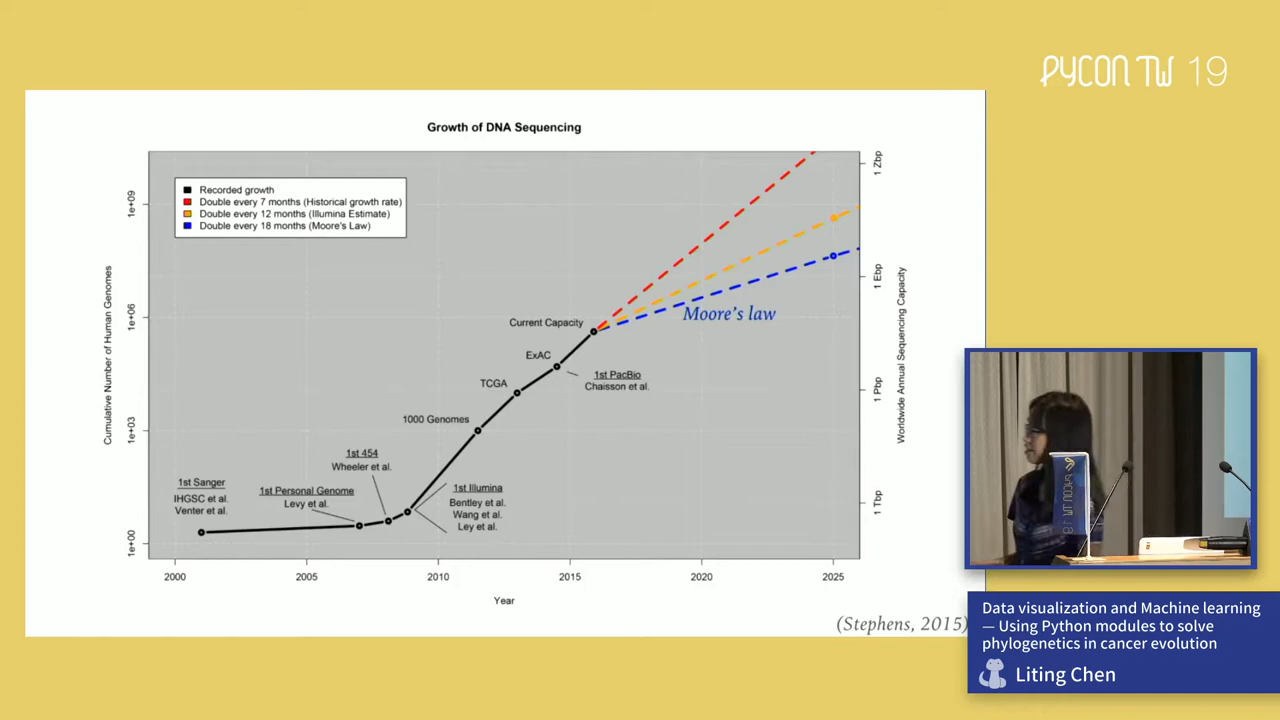 PYCON TW 19
Growth of DNA Sequencing
Recorded growth
Double every 7 months (Historical growth rate)
Double every 12 months (Illumina Estimate)
Double every 18 months (Moore's Law)
Cumulative Number of Human Genomes
1e+09
1e+06
1e+03
1e+00
Worldwide Annual Sequencing Capacity
1 Zbp
1 Ebp
1 Pbp
1 Tbp
Moore's law
Current Capacity
ExAC
1st PacBio
Chaisson et al.
TCGA
1000 Genomes
1st 454
Wheeler et al.
1st Sanger
IHGSC et al.
Venter et al.
1st Personal Genome
Levy et al.
1st Illumina
Bentley et al.
Wang et al.
Ley et al.
2000
2005
2010
2015
2020
2025
Year
(Stephens, 2015)
PYCON TW 19
Data visualization and Machine learning
— Using Python modules to solve
phylogenetics in cancer evolution
Liting Chen